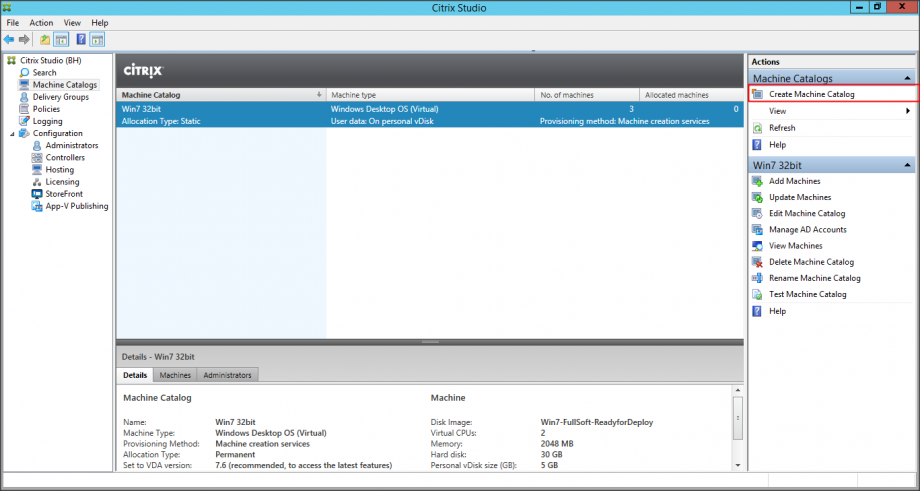 Citrix Studio
File Action View Help
Citrix Studio (BH)
Search
Machine Catalogs
Delivery Groups
Policies
Logging
Configuration
Administrators
Controllers
Hosting
Licensing
StoreFront
App-V Publishing
CITRIX
Machine Catalog Machine type No. of machines Allocated machines
Win7 32bit Windows Desktop OS (Virtual) 3 0
Allocation Type: Static User data: On personal vDisk Provisioning method: Machine creation services
Details - Win7 32bit
Details Machines Administrators
Machine Catalog
Name: Win7 32bit
Machine Type: Windows Desktop OS (Virtual)
Provisioning Method: Machine creation services
Allocation Type: Permanent
Set to VDA version: 7.6 (recommended, to access the latest features)
Machine
Disk Image: Win7-FullSoft-ReadyforDeploy
Virtual CPUs: 2
Memory: 2048 MB
Hard disk: 30 GB
Personal vDisk size (GB): 5 GB
Actions
Machine Catalogs
Create Machine Catalog
View
Refresh
Help
Win7 32bit
Add Machines
Update Machines
Edit Machine Catalog
Manage AD Accounts
View Machines
Delete Machine Catalog
Rename Machine Catalog
Test Machine Catalog
Help